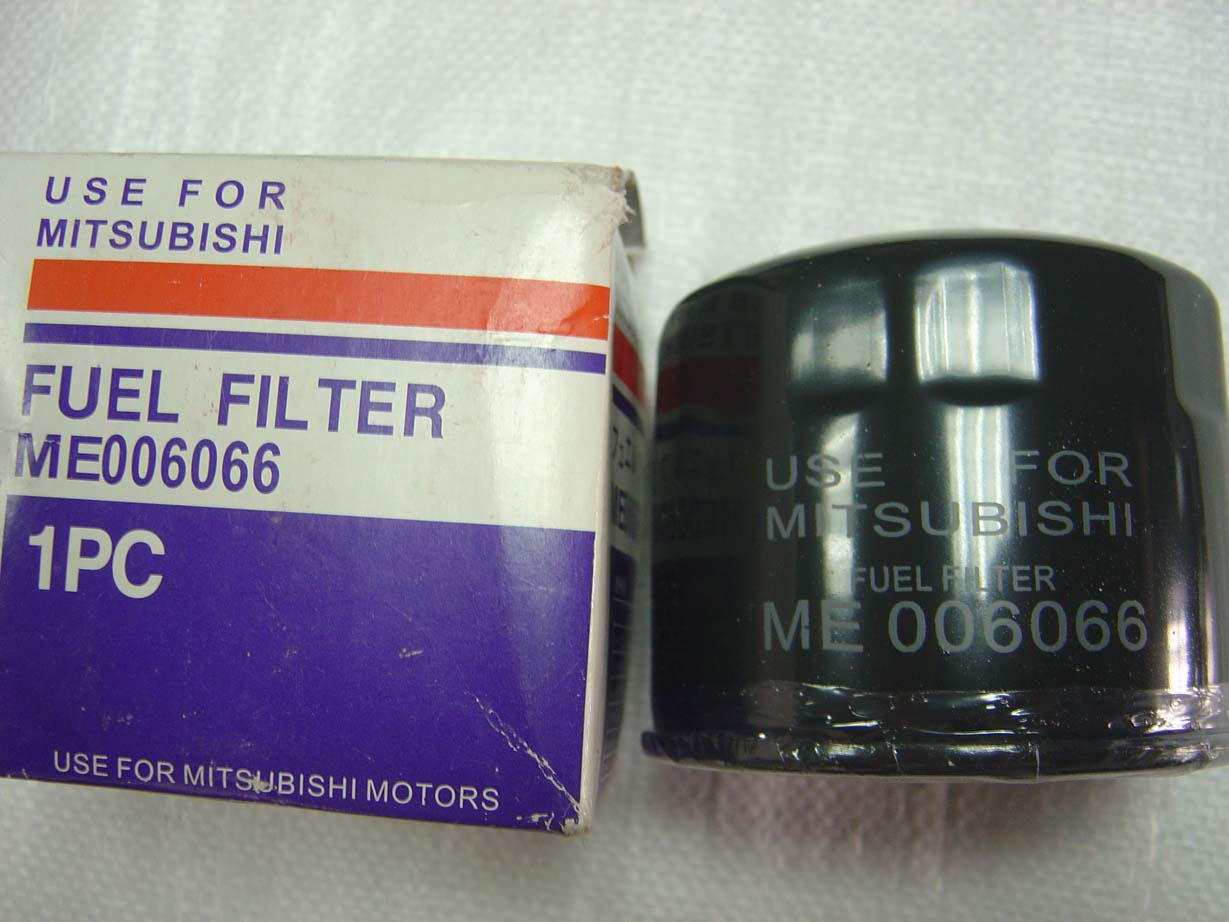 USE FOR
MITSUBISHI
FUEL FILTER
ME006066
1PC
USE FOR MITSUBISHI MOTORS
USE FOR
MITSUBISHI
FUEL FILTER
ME 006066